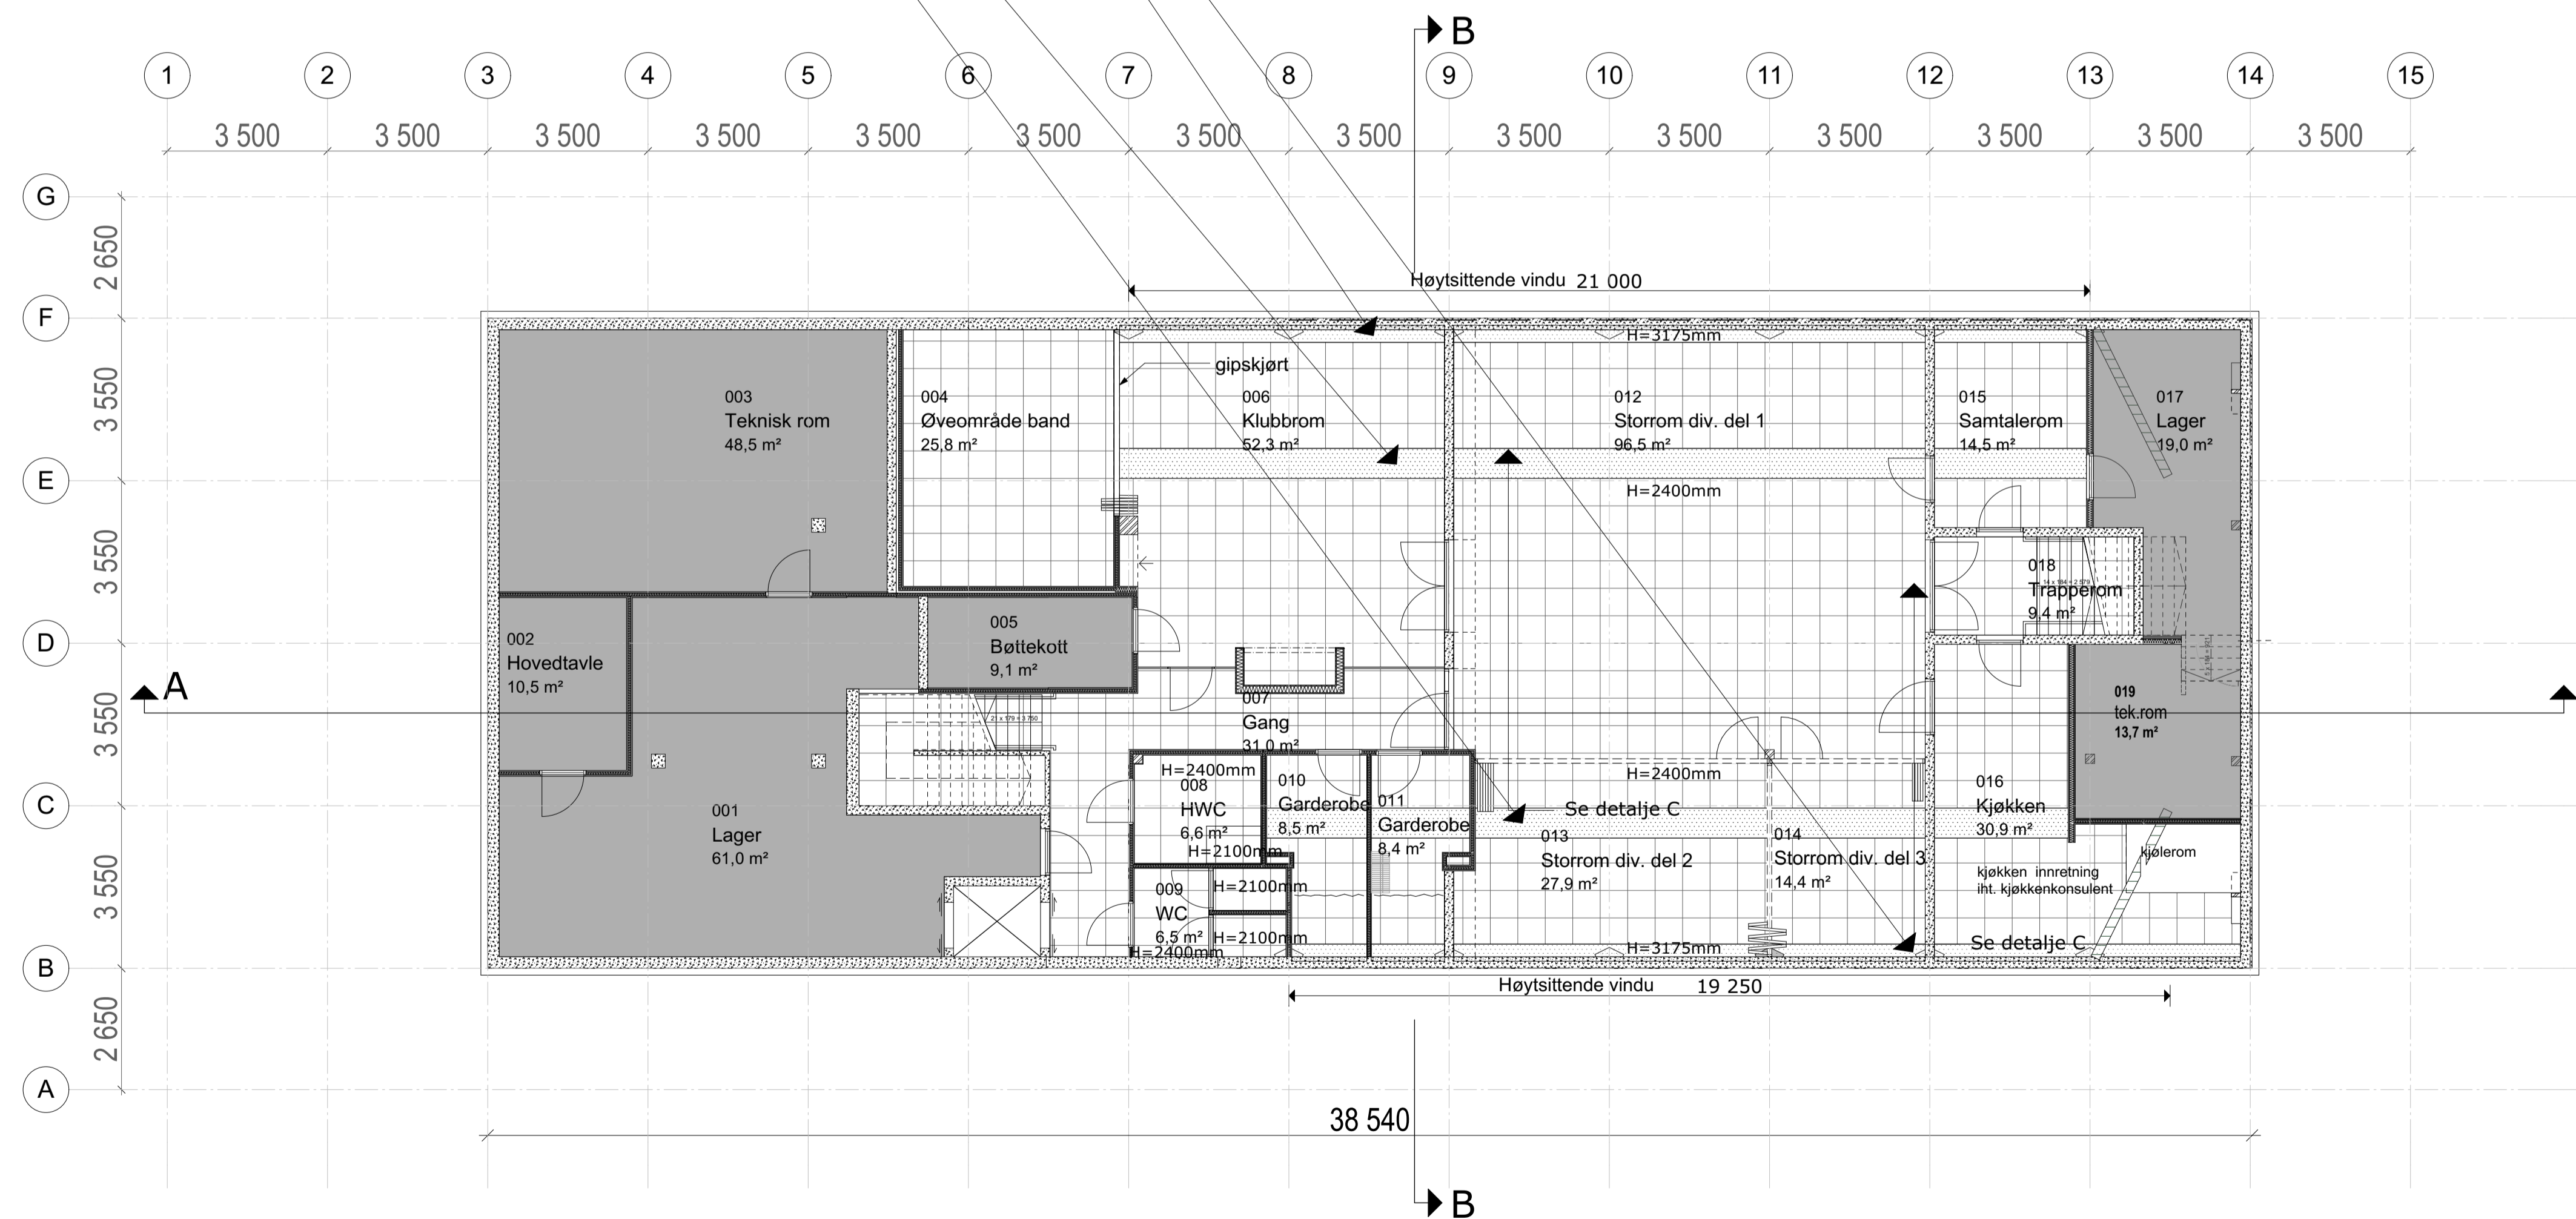 B
1 2 3 4 5 6 7 8 9 10 11 12 13 14 15
3 500 3 500 3 500 3 500 3 500 3 500 3 500 3 500 3 500 3 500 3 500 3 500 3 500 3 500
G
2 650
F
3 550
E
3 550
D
3 550
C
3 550
B
2 650
A
Høytsittende vindu 21 000
H=3175mm
gipskjørt
003
Teknisk rom
48,5 m²
004
Øveområde band
25,8 m²
006
Klubbrom
52,3 m²
012
Storrom div. del 1
96,5 m²
015
Samtalerom
14,5 m²
017
Lager
19,0 m²
H=2400mm
018
Trapperom
9,4 m²
14 x 184 = 2 579
002
Hovedtavle
10,5 m²
005
Bøttekott
9,1 m²
A
21 x 179 = 3 750
007
Gang
31,0 m²
019
tek.rom
13,7 m²
H=2400mm
008
HWC
6,6 m²
H=2100mm
010
Garderobe
8,5 m²
011
Garderobe
8,4 m²
H=2400mm
Se detalje C
013
Storrom div. del 2
27,9 m²
014
Storrom div. del 3
14,4 m²
016
Kjøkken
30,9 m²
kjølerom
kjøkken innretning
iht. kjøkkenkonsulent
001
Lager
61,0 m²
009
WC
6,5 m²
H=2400mm
H=2100mm
H=2100mm
H=3175mm
Se detalje C
Høytsittende vindu 19 250
38 540
B